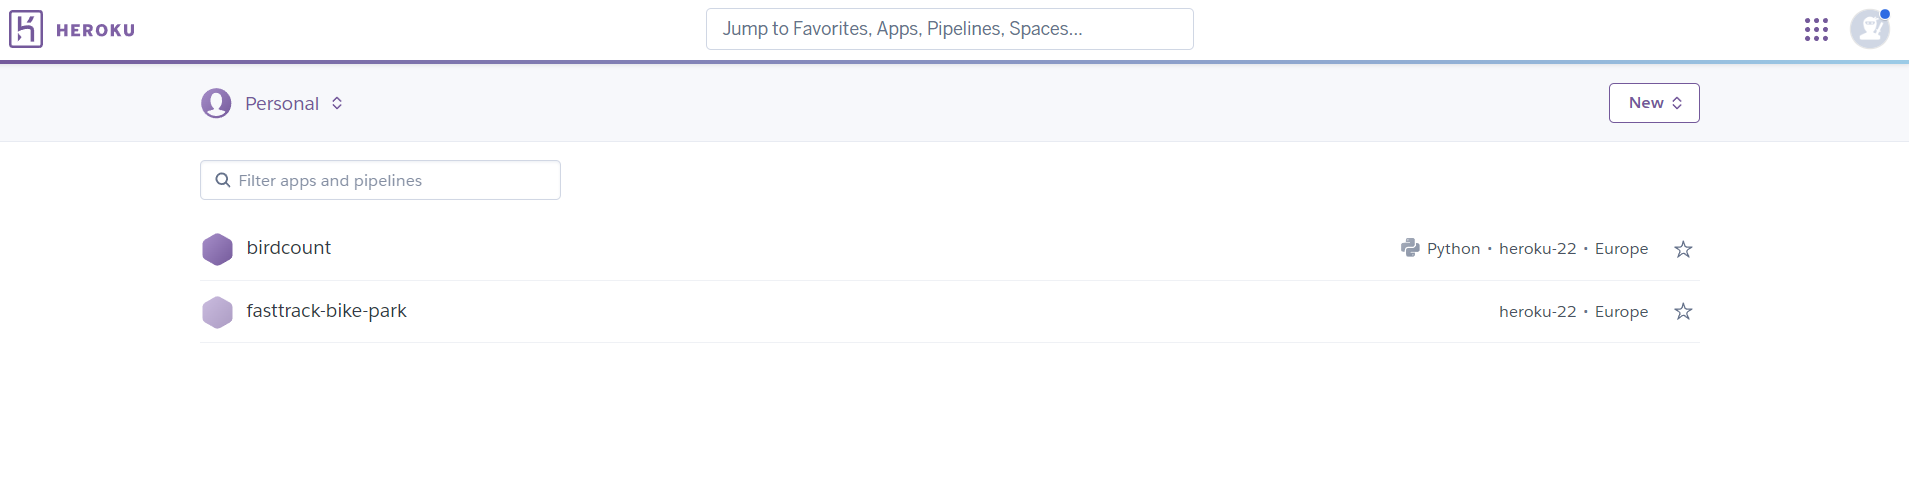 HEROKU
Jump to Favorites, Apps, Pipelines, Spaces...
Personal
New
Filter apps and pipelines
birdcount
Python • heroku-22 • Europe
fasttrack-bike-park
heroku-22 • Europe